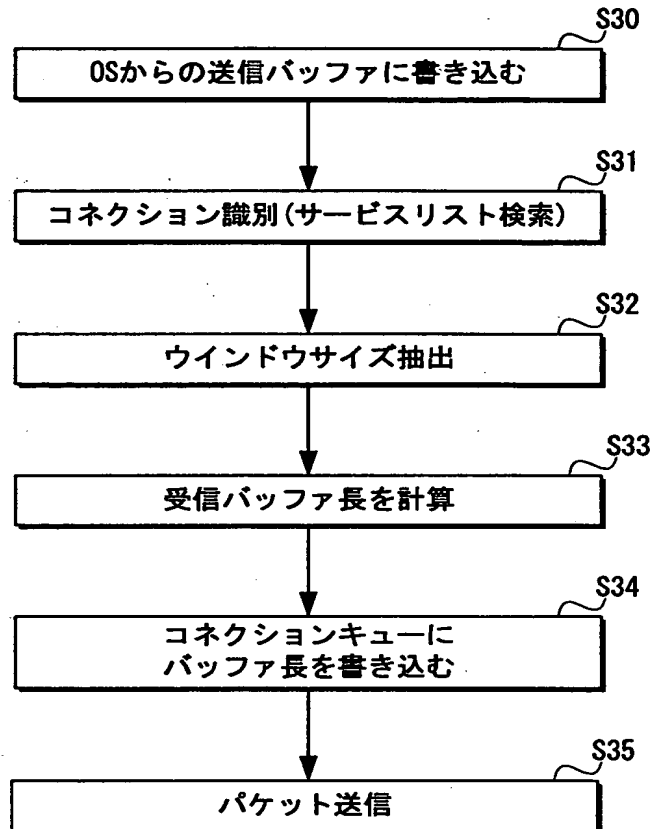 S30
OSからの送信バッファに書き込む
S31
コネクション識別(サービスリスト検索)
S32
ウインドウサイズ抽出
S33
受信バッファ長を計算
S34
コネクションキューに
バッファ長を書き込む
S35
パケット送信